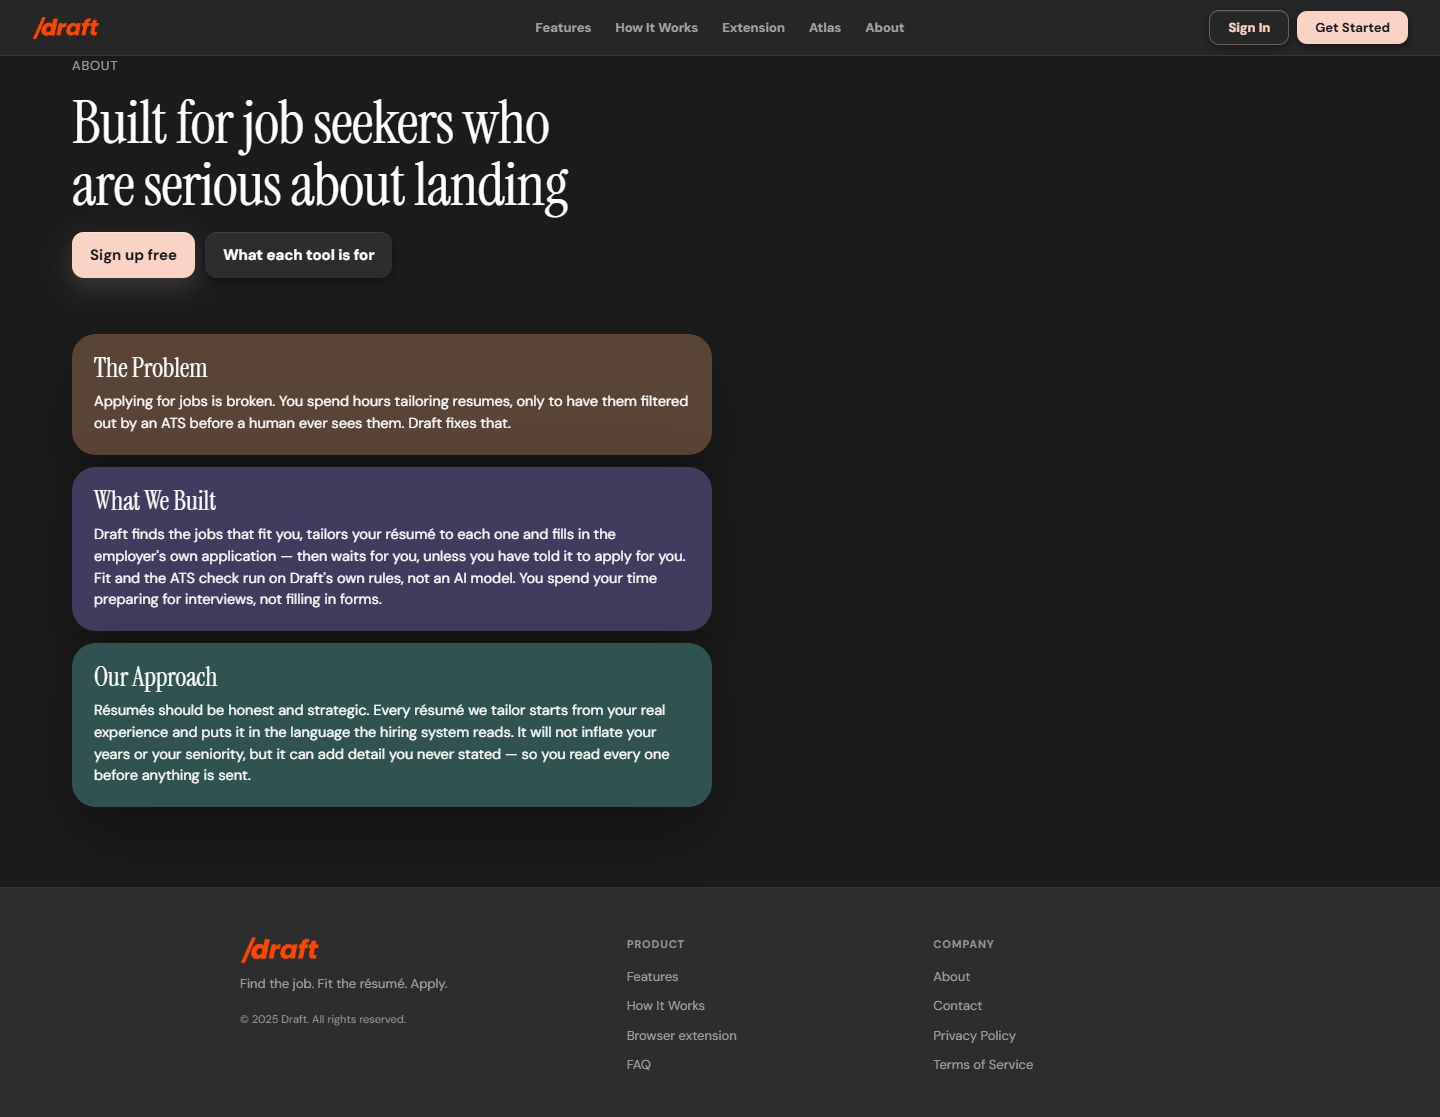 /draft
Features
How It Works
Extension
Atlas
About
Sign In
Get Started
ABOUT
Built for job seekers who
are serious about landing
Sign up free
What each tool is for
The Problem
Applying for jobs is broken. You spend hours tailoring resumes, only to have them filtered
out by an ATS before a human ever sees them. Draft fixes that.
What We Built
Draft finds the jobs that fit you, tailors your résumé to each one and fills in the
employer's own application — then waits for you, unless you have told it to apply for you.
Fit and the ATS check run on Draft's own rules, not an AI model. You spend your time
preparing for interviews, not filling in forms.
Our Approach
Résumés should be honest and strategic. Every résumé we tailor starts from your real
experience and puts it in the language the hiring system reads. It will not inflate your
years or your seniority, but it can add detail you never stated — so you read every one
before anything is sent.
/draft
Find the job. Fit the résumé. Apply.
© 2025 Draft. All rights reserved.
PRODUCT
Features
How It Works
Browser extension
FAQ
COMPANY
About
Contact
Privacy Policy
Terms of Service